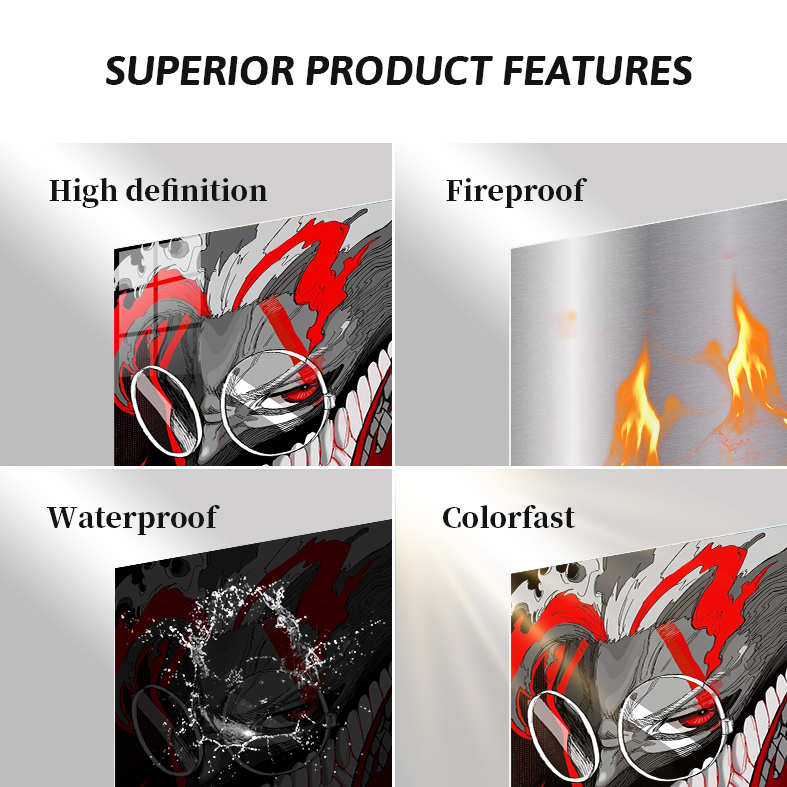 SUPERIOR PRODUCT FEATURES
High definition
Fireproof
Waterproof
Colorfast